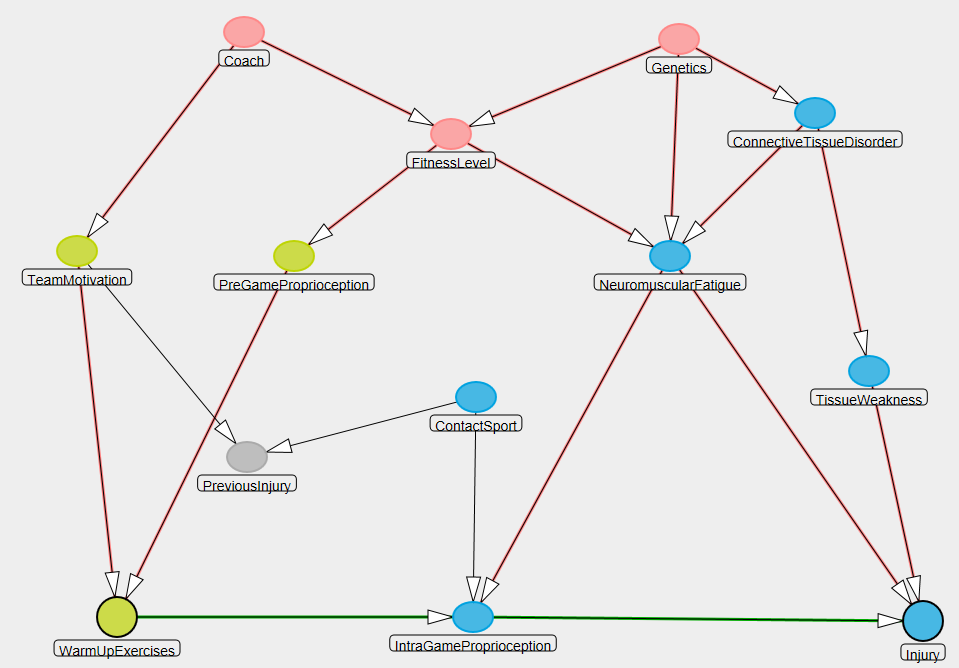 Coach
Genetics
ConnectiveTissueDisorder
FitnessLevel
TeamMotivation
PreGameProprioception
NeuromuscularFatigue
TissueWeakness
ContactSport
PreviousInjury
WarmUpExercises
IntraGameProprioception
Injury